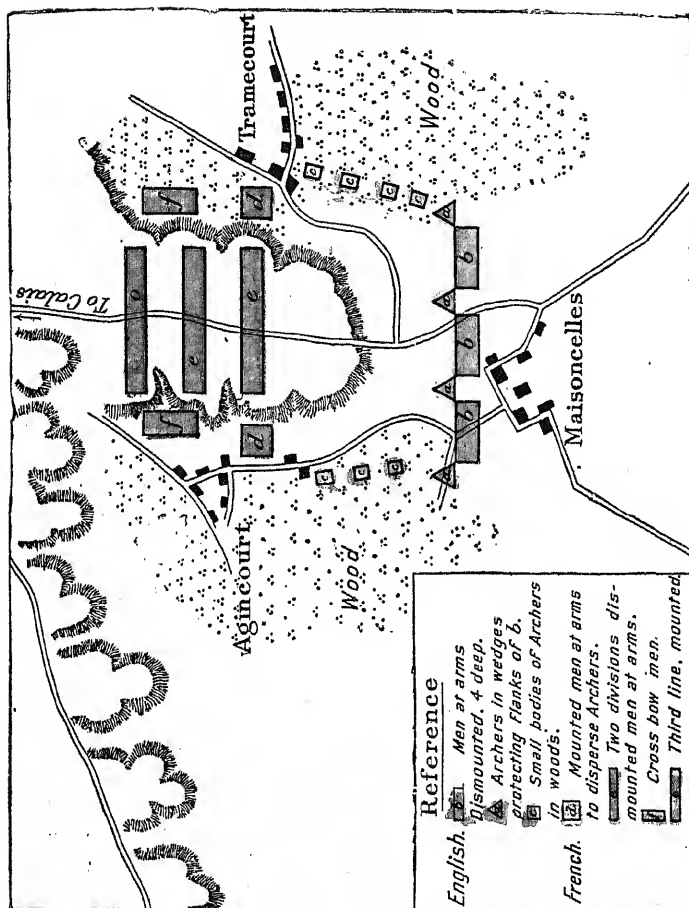 To Calais
Tramecourt
Wood
f
f
d
d
e
e
e
c
c
c
c
c
c
c
a
a
a
a
b
b
b
Agincourt
Wood
Maisoncelles
Reference
English. b Men at arms
Dismounted. 4 deep.
a Archers in wedges
protecting Flanks of b.
c Small bodies of Archers
in woods.
French. d Mounted men at arms
to disperse Archers.
e Two divisions dis-
mounted men at arms.
f Cross bow men.
Third line, mounted